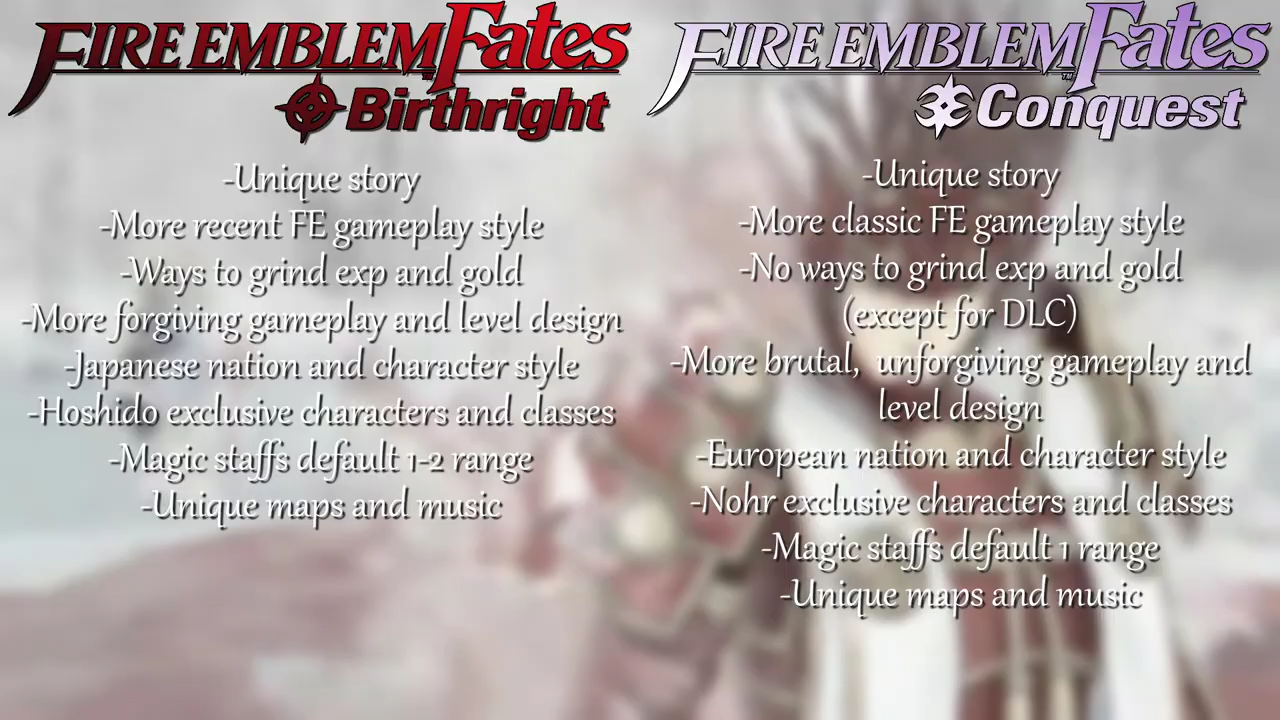 FIRE EMBLEM Fates
Birthright
-Unique story
-More recent FE gameplay style
-Ways to grind exp and gold
-More forgiving gameplay and level design
-Japanese nation and character style
-Hoshido exclusive characters and classes
-Magic staffs default 1-2 range
-Unique maps and music
FIRE EMBLEM Fates
TM
Conquest
-Unique story
-More classic FE gameplay style
-No ways to grind exp and gold
(except for DLC)
-More brutal, unforgiving gameplay and
level design
-European nation and character style
-Nohr exclusive characters and classes
-Magic staffs default 1 range
-Unique maps and music